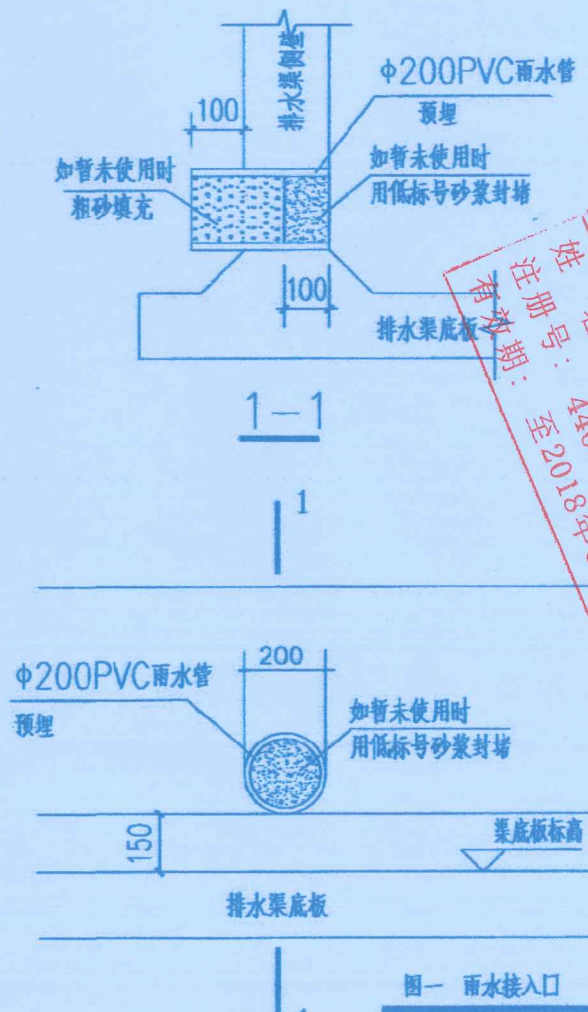 排水渠侧壁
φ200PVC雨水管
预埋
100
如暂未使用时
粗砂填充
如暂未使用时
用低标号砂浆封堵
100
排水渠底板
1-1
姓
注册号: 440
有效期: 至2018年
1
200
φ200PVC雨水管
预埋
如暂未使用时
用低标号砂浆封堵
150
渠底板标高
排水渠底板
图一 雨水接入口